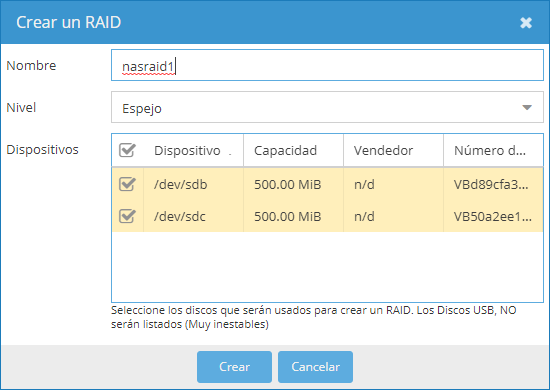 Crear un RAID
Nombre
nasraid1
Nivel
Espejo
Dispositivos
Dispositivo Capacidad Vendedor Número d...
/dev/sdb 500.00 MiB n/d VBd89cfa3...
/dev/sdc 500.00 MiB n/d VB50a2ee1...
Seleccione los discos que serán usados para crear un RAID. Los Discos USB, NO
serán listados (Muy inestables)
Crear Cancelar